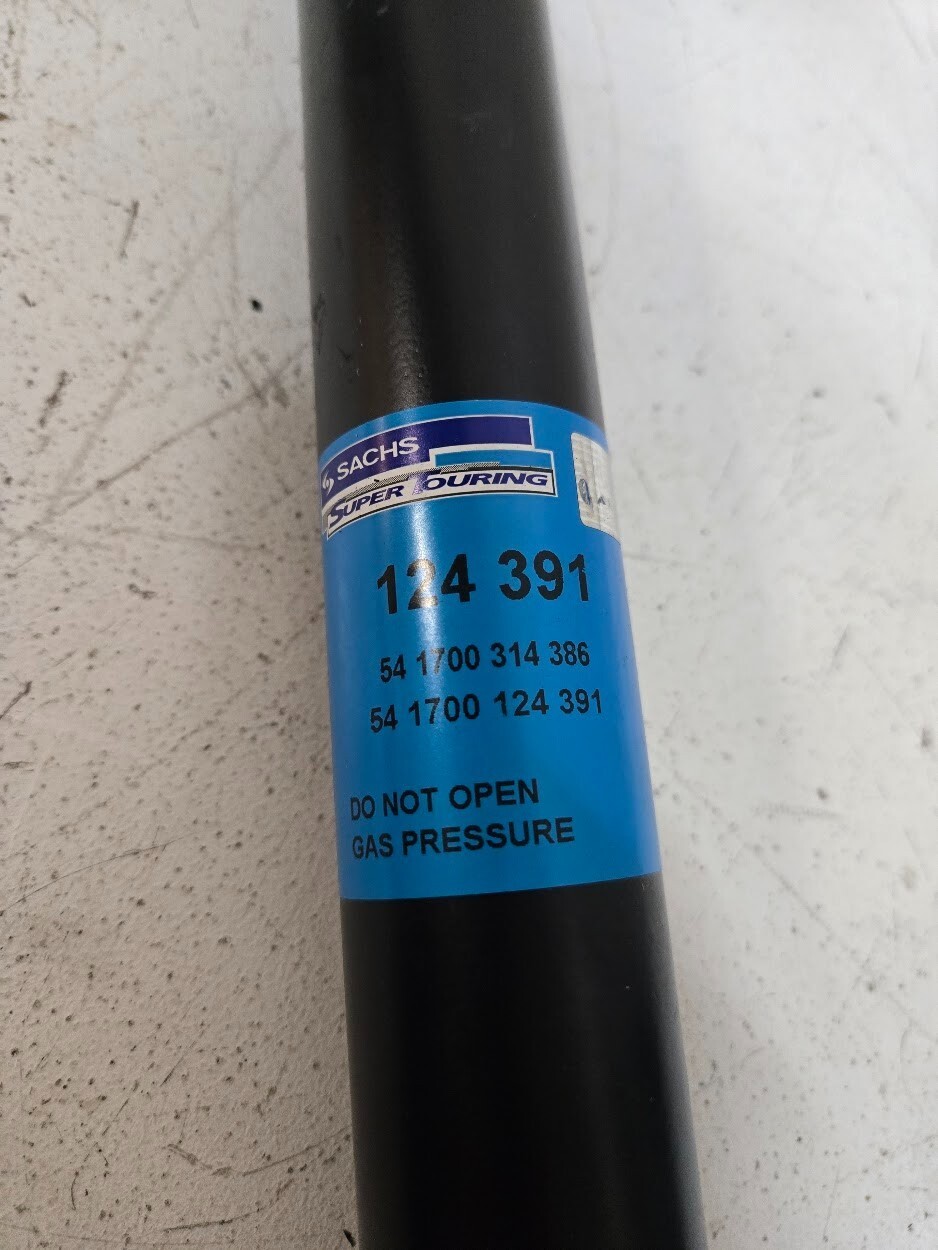 SACHS
SUPER TOURING
124 391
54 1700 314 386
54 1700 124 391
DO NOT OPEN
GAS PRESSURE